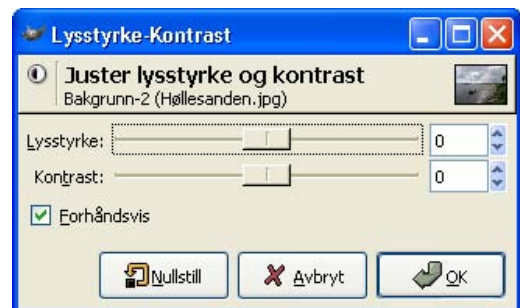 Lysstyrke-Kontrast
Juster lysstyrke og kontrast
Bakgrunn-2 (Høllesanden.jpg)
Lysstyrke: 0
Kontrast: 0
Forhåndsvis
Nullstill Avbryt OK